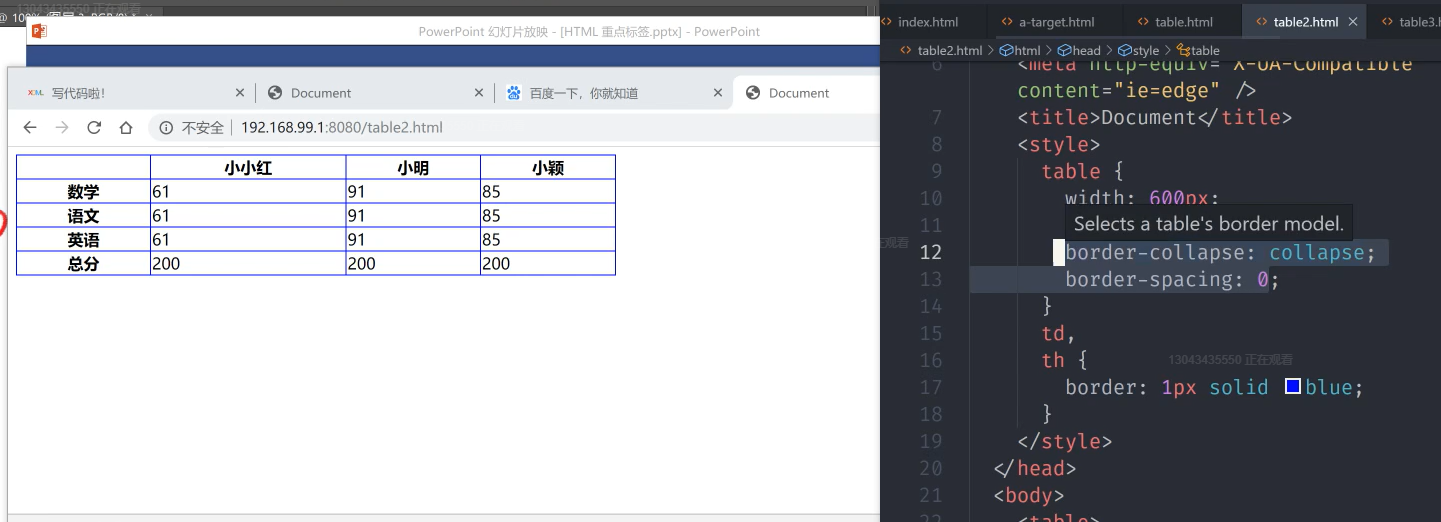 13043435550 正在观看
PowerPoint 幻灯片放映 - [HTML 重点标签.pptx] - PowerPoint
写代码啦!
Document
百度一下，你就知道
Document
不安全
192.168.99.1:8080/table2.html
小小红 小明 小颖
数学 61 91 85
语文 61 91 85
英语 61 91 85
总分 200 200 200
index.html
a-target.html
table.html
table2.html
table3.h
table2.html > html > head > style > table
6 <meta http-equiv="X-UA-Compatible"
content="ie=edge" />
7 <title>Document</title>
8 <style>
9 table {
10 width: 600px;
11 Selects a table's border model.
12 border-collapse: collapse;
13 border-spacing: 0;
14 }
15 td,
16 th {
13043435550 正在观看
17 border: 1px solid blue;
18 }
19 </style>
20 </head>
21 <body>
22 <table>